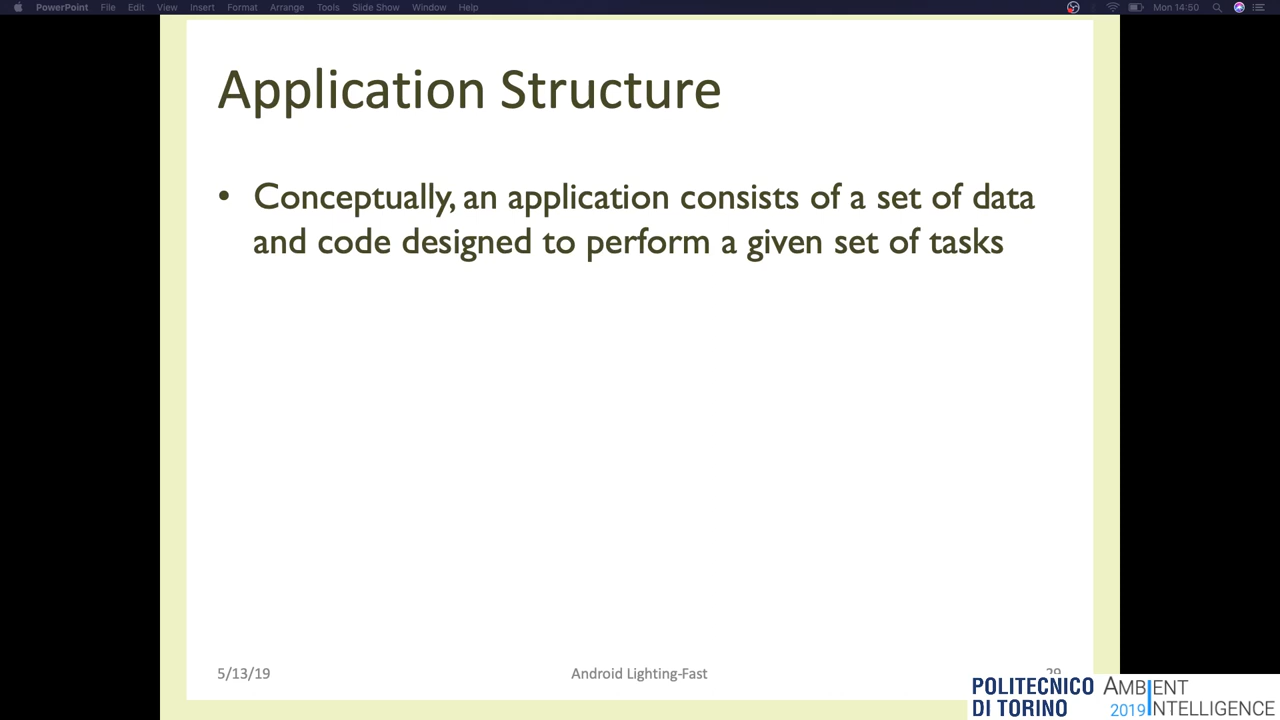 PowerPoint File Edit View Insert Format Arrange Tools Slide Show Window Help Mon 14:50
Application Structure
• Conceptually, an application consists of a set of data
and code designed to perform a given set of tasks
5/13/19 Android Lighting-Fast 29
POLITECNICO
DI TORINO
AMBIENT
2019 INTELLIGENCE